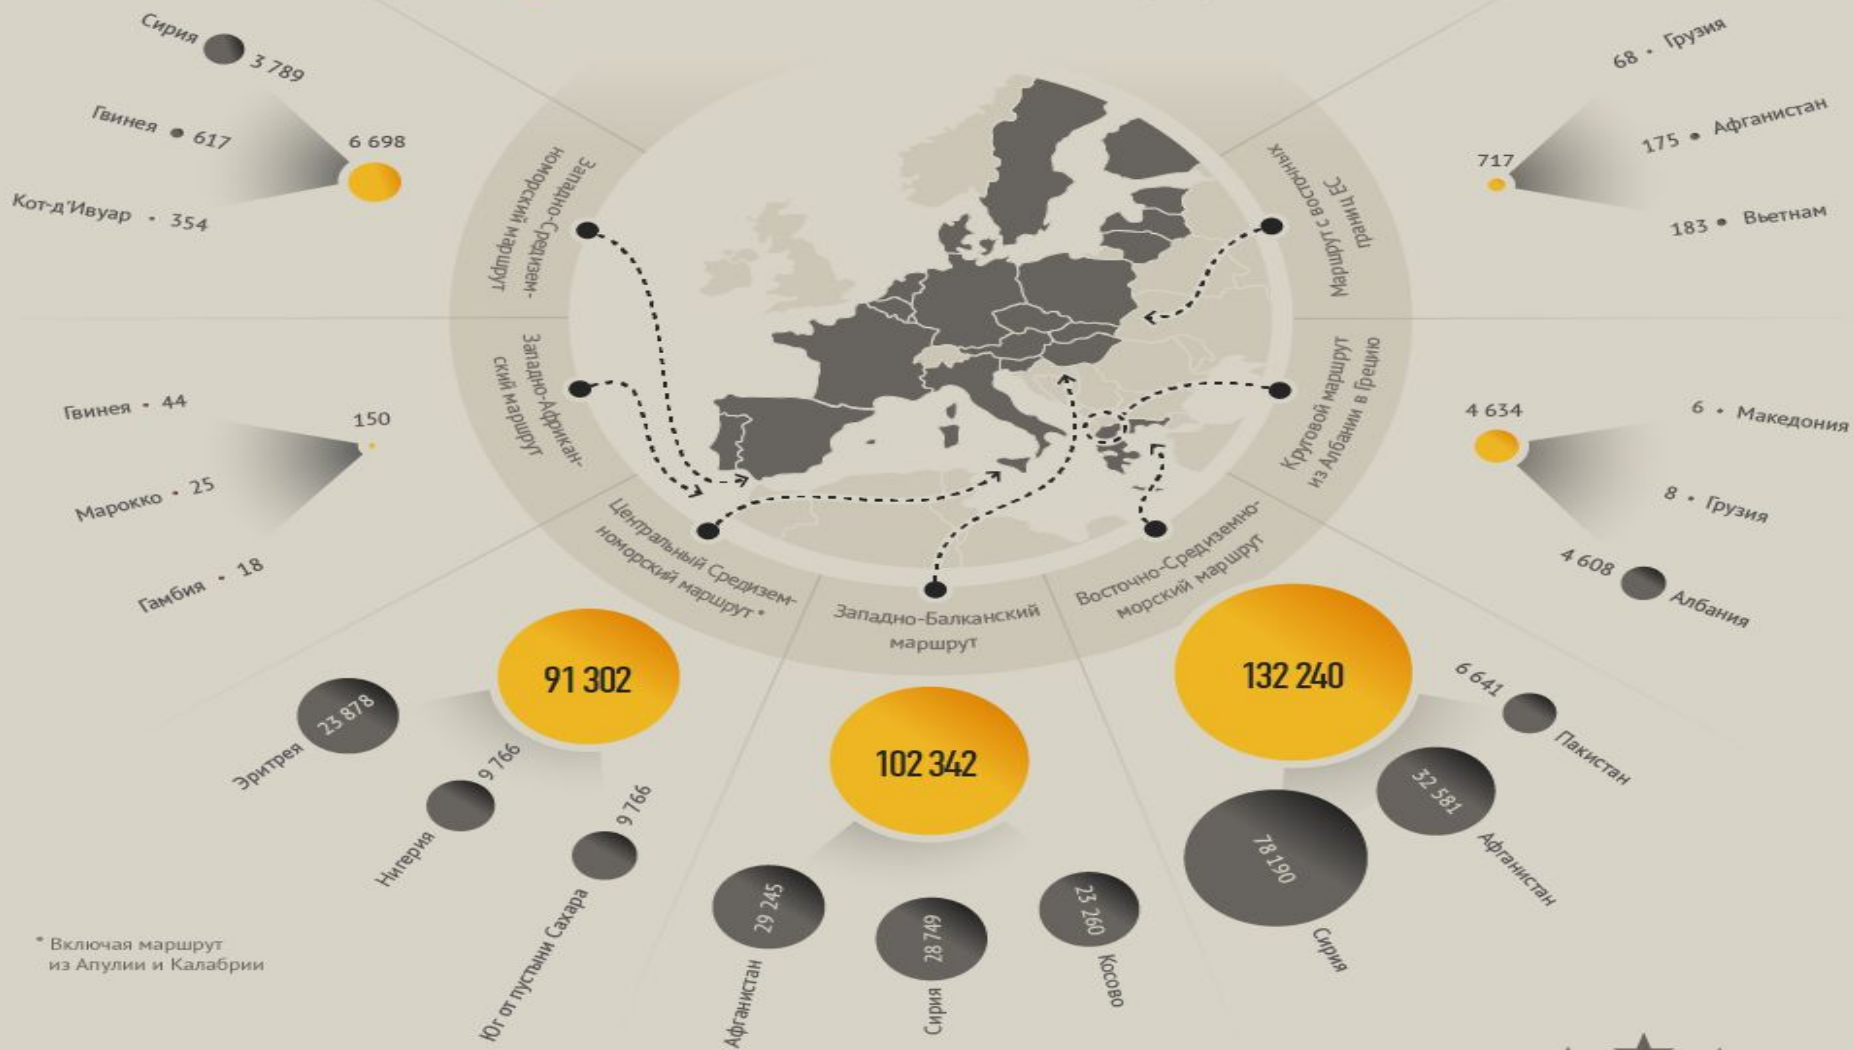 Сирия 3 789
Гвинея 617
Кот-д'Ивуар 354
6 698
Западно-Средизем-
номорский маршрут
Гвинея 44
Марокко 25
Гамбия 18
150
Западно-Африкан-
ский маршрут
Эритрея 23 878
Нигерия 9 766
Юг от пустыни Сахара 9 766
91 302
Центральный Средизем-
номорский маршрут *
Афганистан 29 245
Сирия 28 749
Косово 23 260
102 342
Западно-Балканский
маршрут
Сирия 78 190
Афганистан 32 581
Пакистан 6 641
132 240
Восточно-Средиземно-
морский маршрут
6 Македония
8 Грузия
4 608 Албания
4 634
Круговой маршрут
из Албании в Грецию
68 Грузия
175 Афганистан
183 Вьетнам
717
Маршрут с восточных
границ ЕС
* Включая маршрут
из Апулии и Калабрии